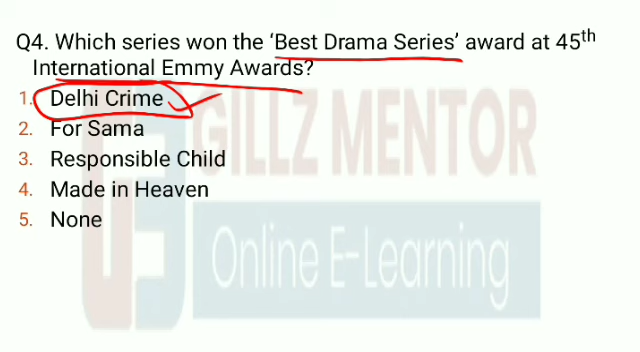 Q4. Which series won the ‘Best Drama Series’ award at 45th
International Emmy Awards?
1. Delhi Crime
2. For Sama
3. Responsible Child
4. Made in Heaven
5. None
GILLZ MENTOR
Online E-Learning